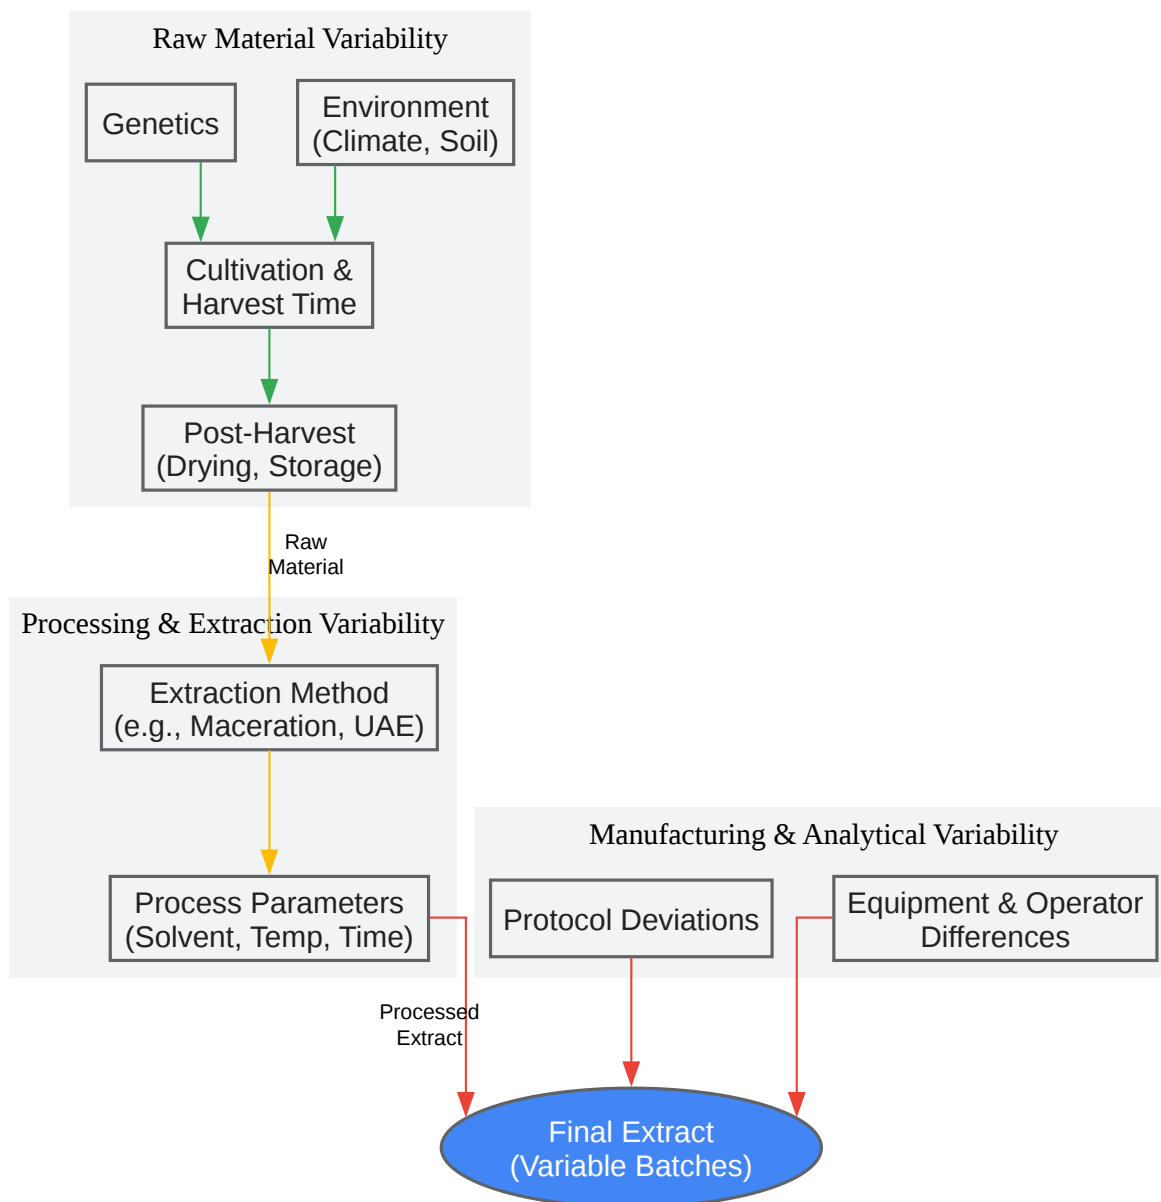 Raw Material Variability
Genetics
Environment
(Climate, Soil)
Cultivation &
Harvest Time
Post-Harvest
(Drying, Storage)
Raw
Material
Processing & Extraction Variability
Extraction Method
(e.g., Maceration, UAE)
Process Parameters
(Solvent, Temp, Time)
Manufacturing & Analytical Variability
Protocol Deviations
Equipment & Operator
Differences
Processed
Extract
Final Extract
(Variable Batches)